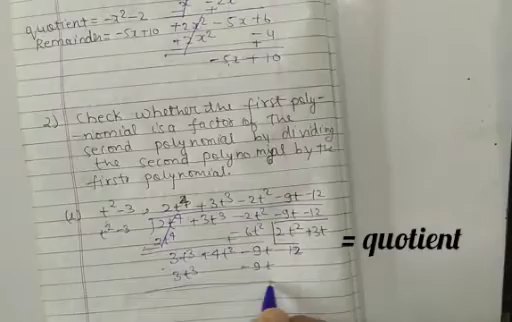 quotient = -x²-2
Remainder = -5x+10
+2x² - 5x+6
-4
+
-5x + 10
2) Check whether the first poly-
-nomial is a factor of the
second polynomial by dividing
the second polynomial by the
first polynomial.
(i) t²-3, 2t⁴ + 3t³ - 2t² - 9t - 12
t²-3 2t⁴ + 3t³ - 2t² - 9t - 12
2t⁴ - 6t² 2t² + 3t
= quotient
3t³ + 4t² - 9t - 12
3t³ - 9t